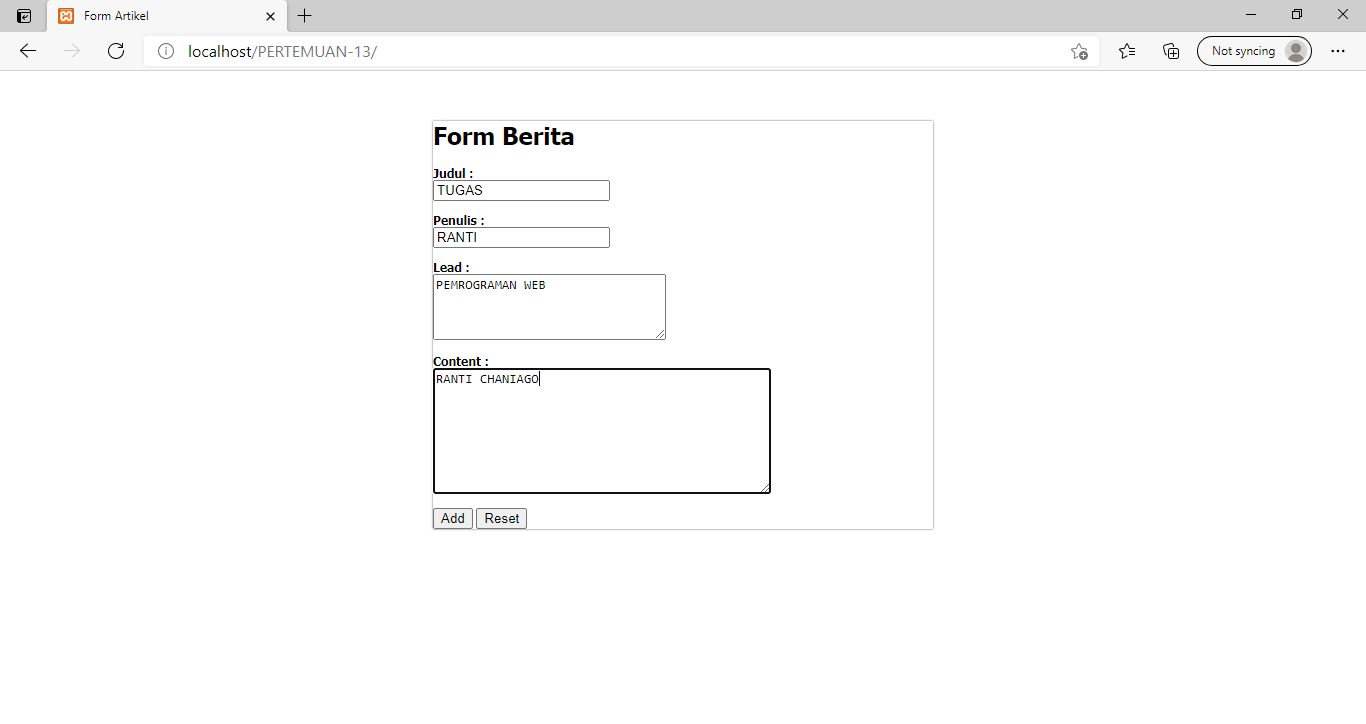 Form Artikel
localhost/PERTEMUAN-13/
Not syncing
Form Berita
Judul :
TUGAS
Penulis :
RANTI
Lead :
PEMROGRAMAN WEB
Content :
RANTI CHANIAGO
Add Reset